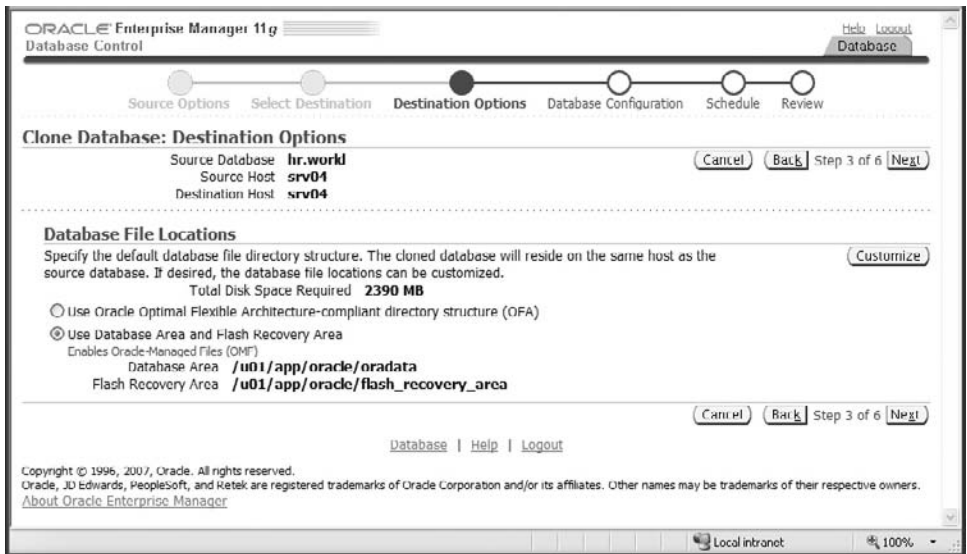 ORACLE Enterprise Manager 11g
Database Control
Help Logout
Database
Source Options Select Destination Destination Options Database Configuration Schedule Review
Clone Database: Destination Options
Source Database hr.world
Source Host srv04
Destination Host srv04
Cancel Back Step 3 of 6 Next
Database File Locations
Specify the default database file directory structure. The cloned database will reside on the same host as the
source database. If desired, the database file locations can be customized.
Customize
Total Disk Space Required 2390 MB
Use Oracle Optimal Flexible Architecture-compliant directory structure (OFA)
Use Database Area and Flash Recovery Area
Enables Oracle-Managed Files (OMF)
Database Area /u01/app/oracle/oradata
Flash Recovery Area /u01/app/oracle/flash_recovery_area
Cancel Back Step 3 of 6 Next
Database | Help | Logout
Copyright © 1996, 2007, Oracle. All rights reserved.
Oracle, JD Edwards, PeopleSoft, and Retek are registered trademarks of Oracle Corporation and/or its affiliates. Other names may be trademarks of their respective owners.
About Oracle Enterprise Manager
Local intranet 100%